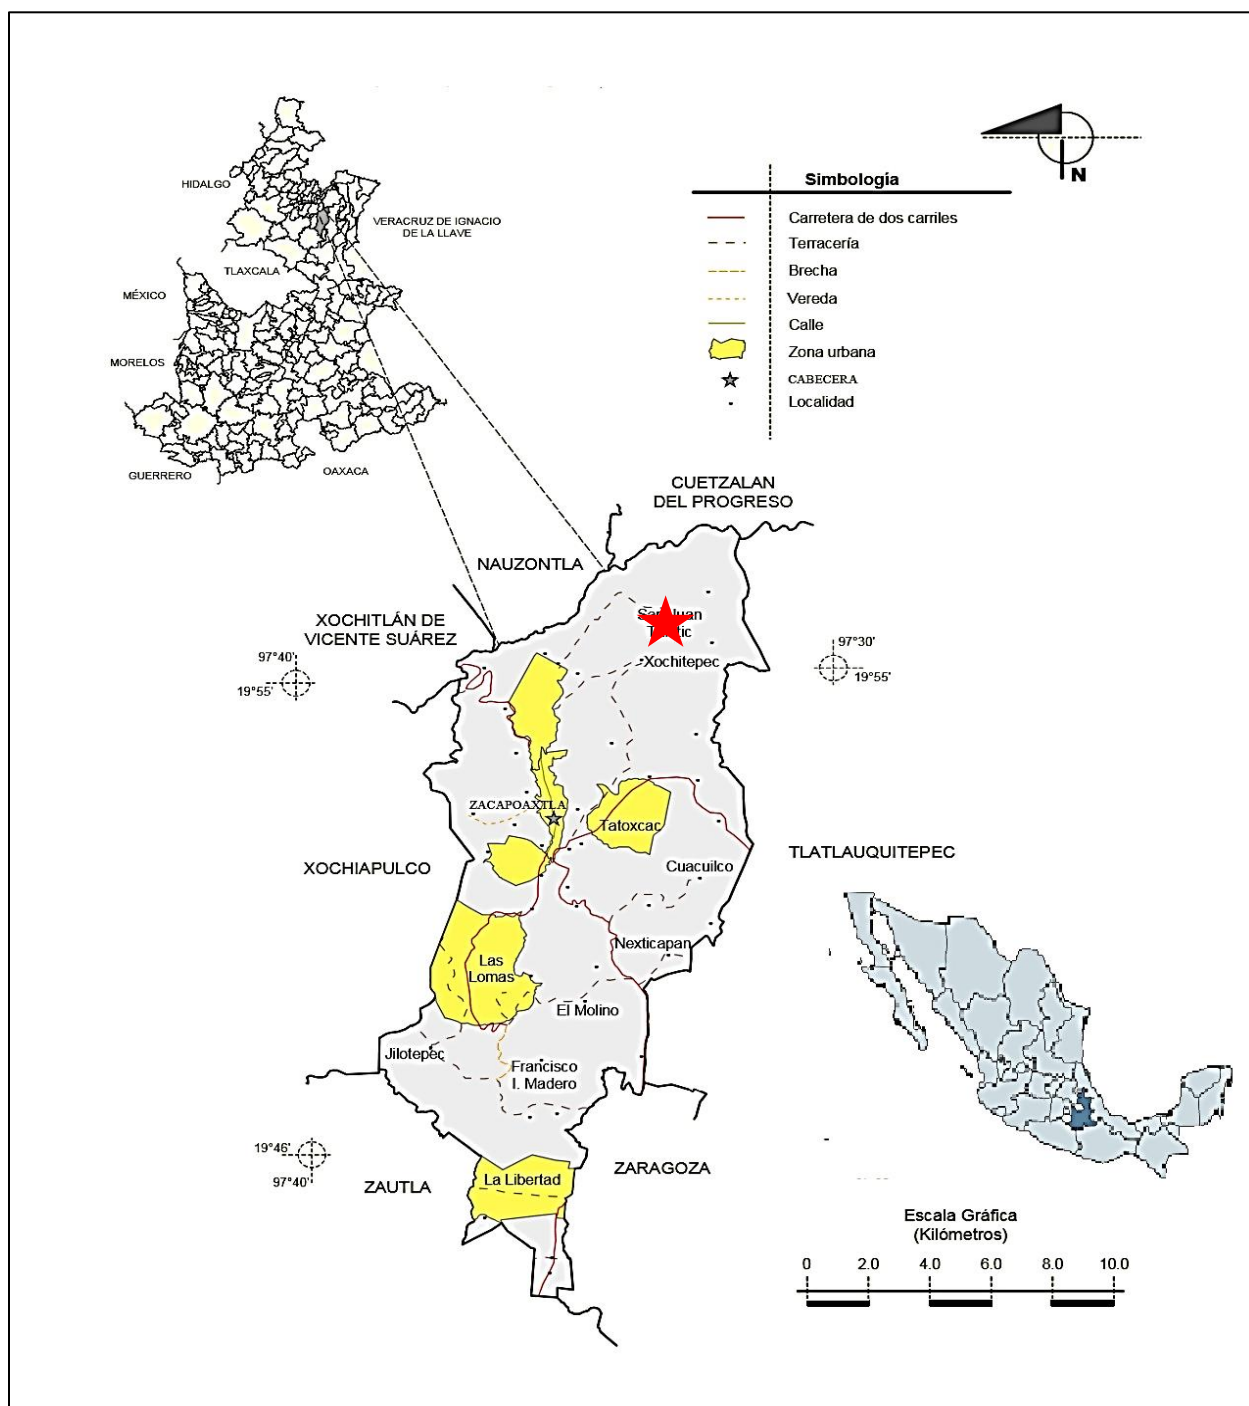 HIDALGO
VERACRUZ DE IGNACIO
DE LA LLAVE
TLAXCALA
MÉXICO
MORELOS
GUERRERO
OAXACA
N
Simbología
Carretera de dos carriles
Terracería
Brecha
Vereda
Calle
Zona urbana
CABECERA
Localidad
CUETZALAN
DEL PROGRESO
NAUZONTLA
XOCHITLÁN DE
VICENTE SUÁREZ
97°40'
19°55'
97°30'
19°55'
Xochitepec
ZACAPOAXTLA
Tatoxcac
Cuacuilco
TLATLAUQUITEPEC
XOCHIAPULCO
Nexticapan
Las
Lomas
El Molino
Jilotepec
Francisco
I. Madero
19°46'
97°40'
ZAUTLA
La Libertad
ZARAGOZA
Escala Gráfica
(Kilómetros)
0 2.0 4.0 6.0 8.0 10.0